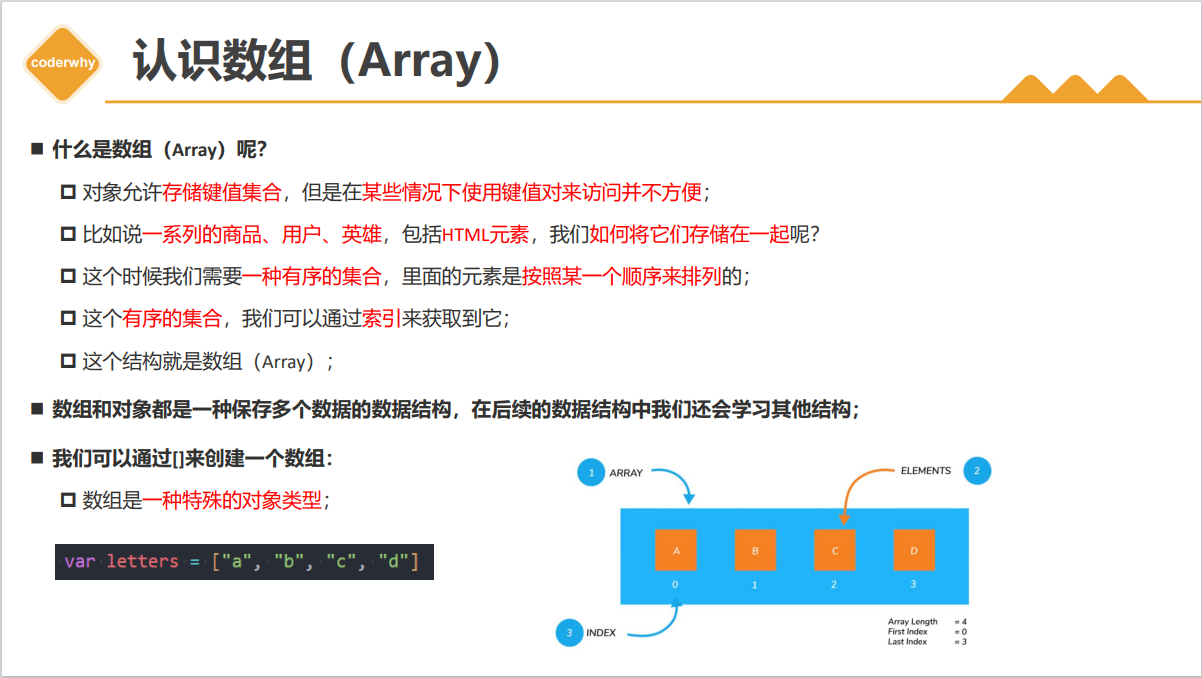 coderwhy
认识数组（Array）
什么是数组（Array）呢？
对象允许存储键值集合，但是在某些情况下使用键值对来访问并不方便；
比如说一系列的商品、用户、英雄，包括HTML元素，我们如何将它们存储在一起呢？
这个时候我们需要一种有序的集合，里面的元素是按照某一个顺序来排列的；
这个有序的集合，我们可以通过索引来获取到它；
这个结构就是数组（Array）；
数组和对象都是一种保存多个数据的数据结构，在后续的数据结构中我们还会学习其他结构；
我们可以通过[]来创建一个数组：
数组是一种特殊的对象类型；
var letters = ["a", "b", "c", "d"]
1 ARRAY
ELEMENTS 2
A B C D
0 1 2 3
3 INDEX
Array Length = 4
First Index = 0
Last Index = 3